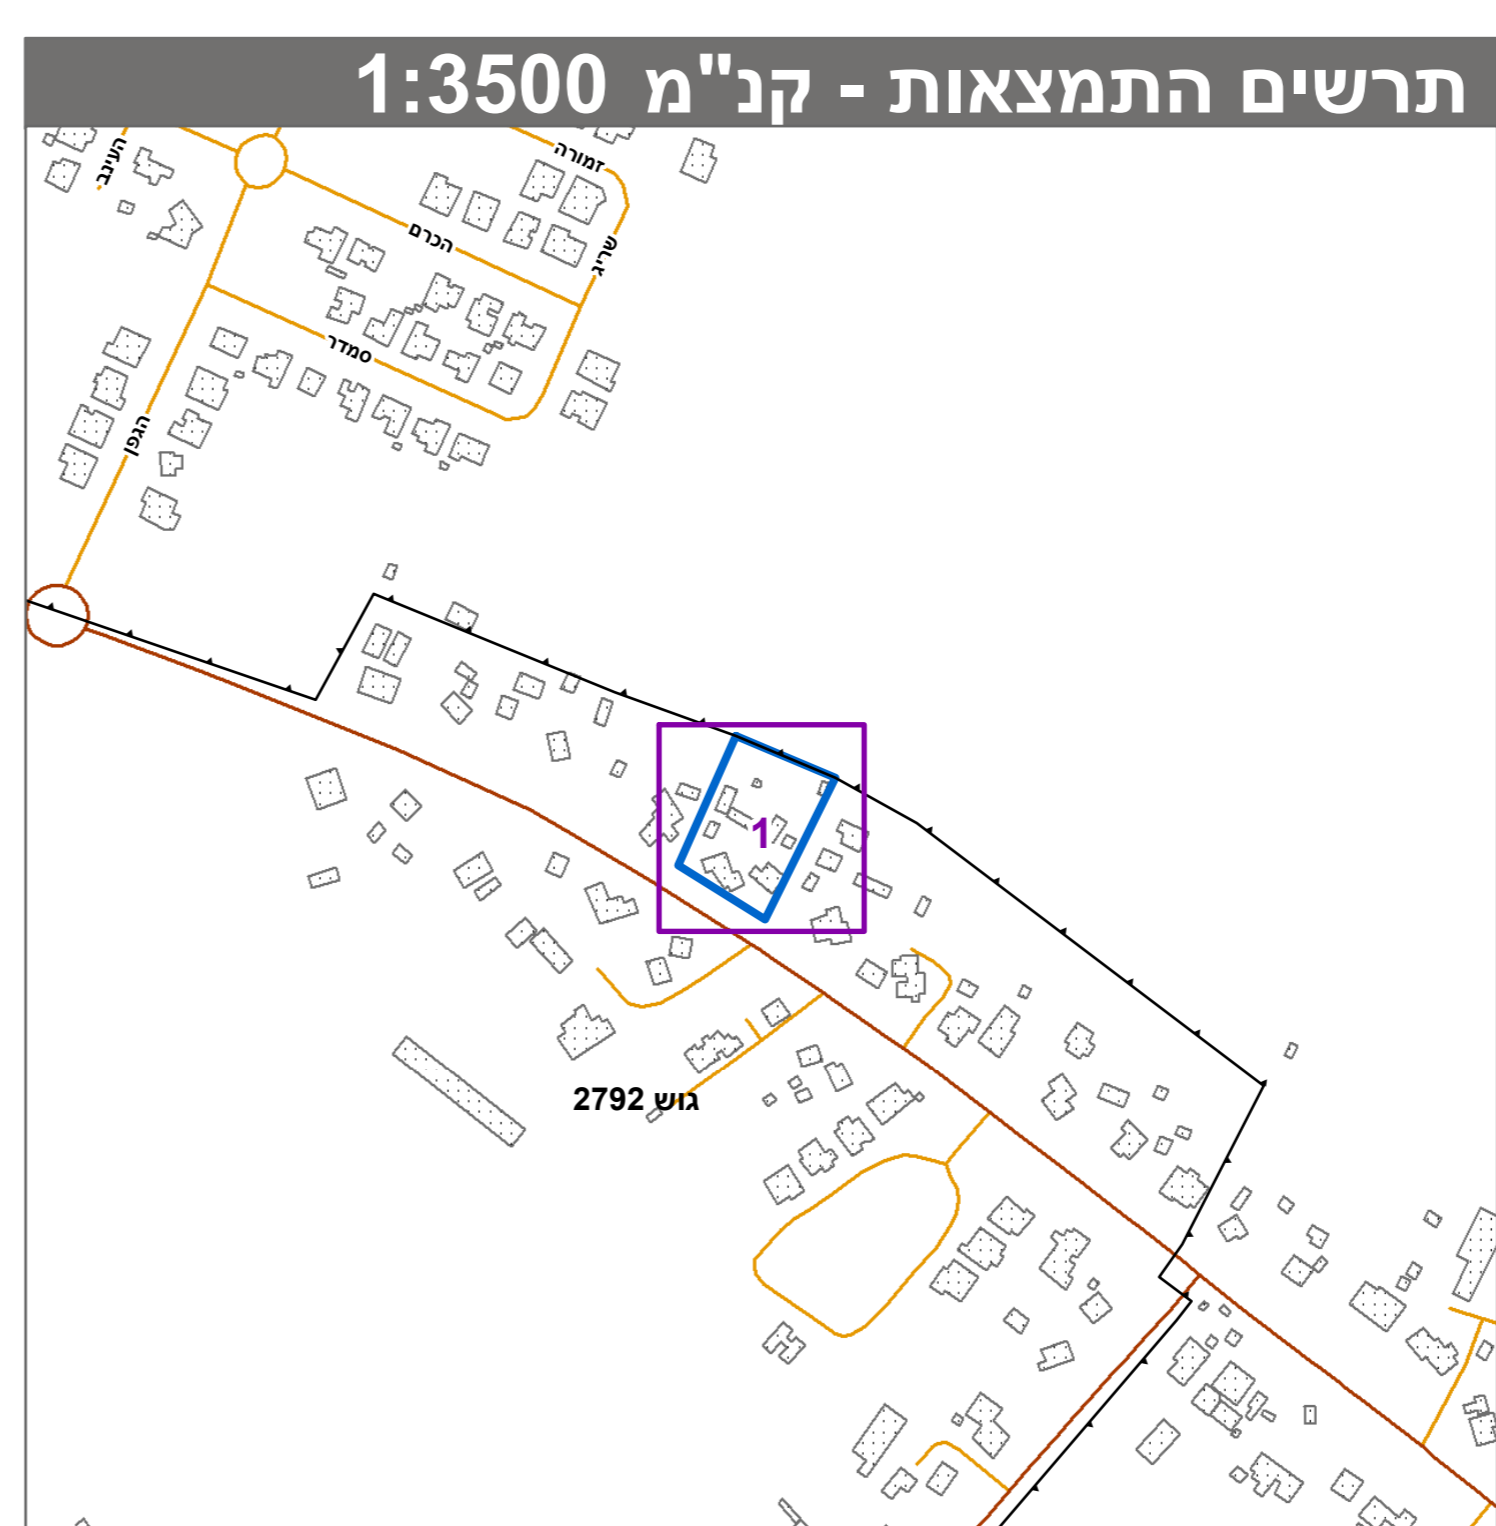 תרשים התמצאות - קנ"מ 1:3500
העינב
זמורה
הכרם
שריג
סמדר
הגפן
1
גוש 2792